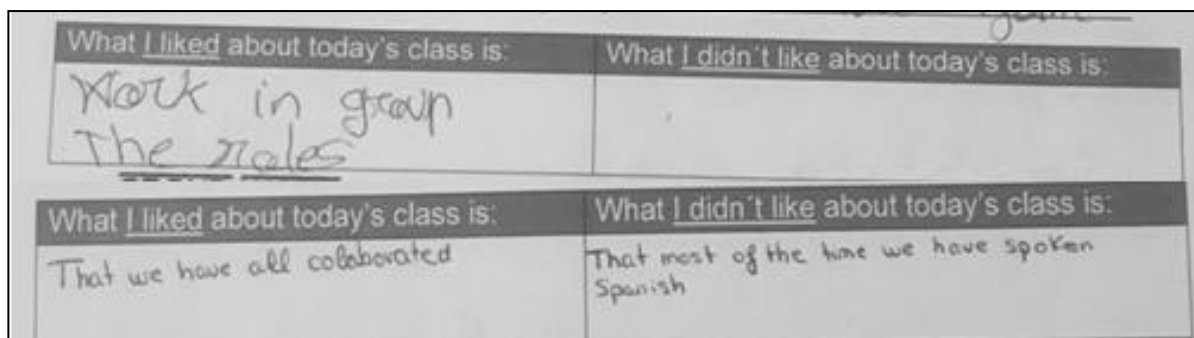 What I liked about today's class is:
What I didn´t like about today's class is:
Work in group
The roles
What I liked about today's class is:
What I didn´t like about today's class is:
That we have all colaborated
That most of the time we have spoken
Spanish